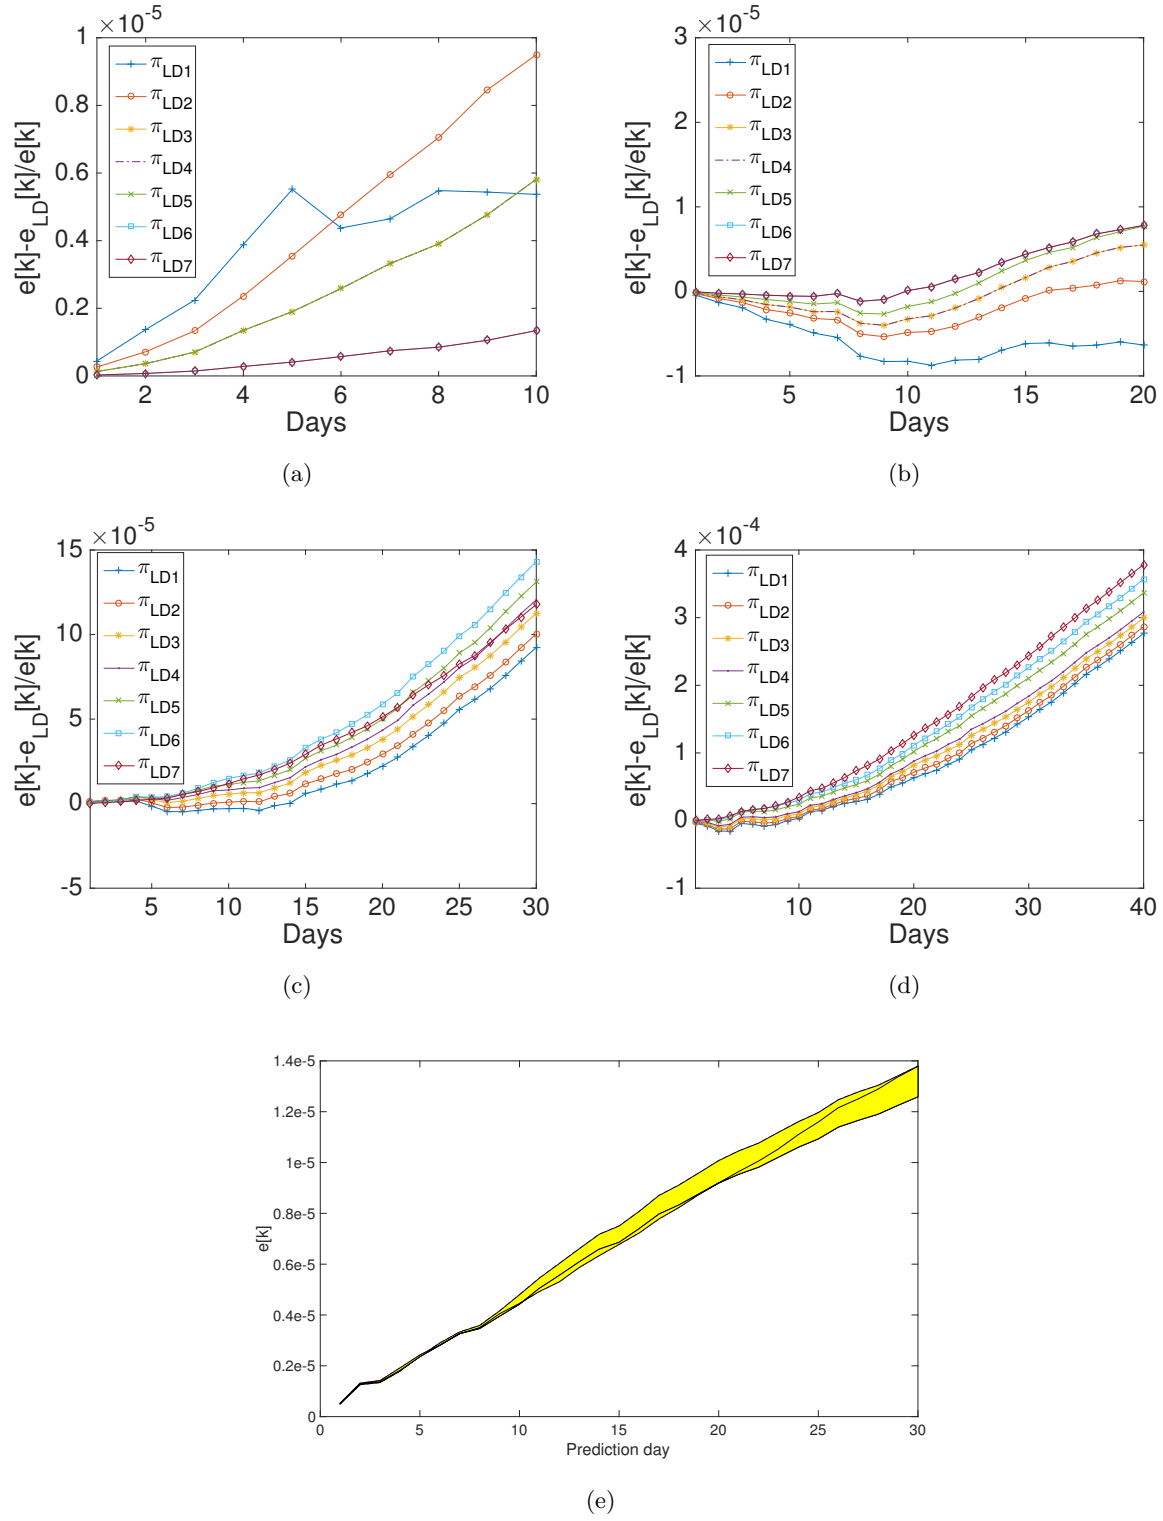 ×10^-5
1
0.8
0.6
0.4
0.2
0
2 4 6 8 10
e[k]-e_LD[k]/e[k]
Days
π_LD1
π_LD2
π_LD3
π_LD4
π_LD5
π_LD6
π_LD7
(a)
×10^-5
3
2
1
0
-1
5 10 15 20
e[k]-e_LD[k]/e[k]
Days
π_LD1
π_LD2
π_LD3
π_LD4
π_LD5
π_LD6
π_LD7
(b)
×10^-5
15
10
5
0
-5
5 10 15 20 25 30
e[k]-e_LD[k]/e[k]
Days
π_LD1
π_LD2
π_LD3
π_LD4
π_LD5
π_LD6
π_LD7
(c)
×10^-4
4
3
2
1
0
-1
10 20 30 40
e[k]-e_LD[k]/e[k]
Days
π_LD1
π_LD2
π_LD3
π_LD4
π_LD5
π_LD6
π_LD7
(d)
1.4e-5
1.2e-5
1e-5
0.8e-5
0.6e-5
0.4e-5
0.2e-5
0
0 5 10 15 20 25 30
e[k]
Prediction day
(e)